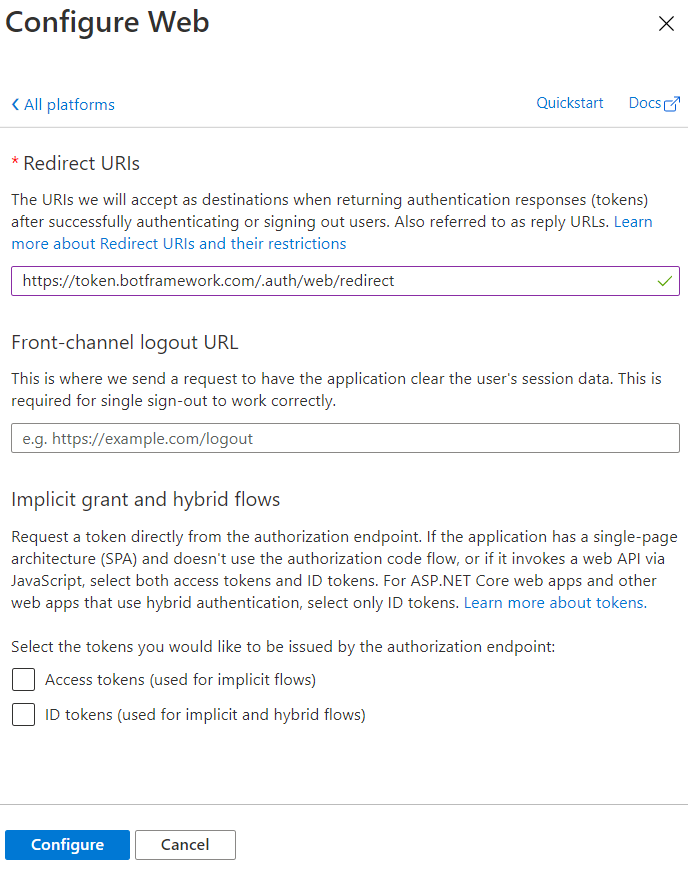 Configure Web
All platforms
Quickstart
Docs
* Redirect URIs
The URIs we will accept as destinations when returning authentication responses (tokens)
after successfully authenticating or signing out users. Also referred to as reply URLs. Learn
more about Redirect URIs and their restrictions
https://token.botframework.com/.auth/web/redirect
Front-channel logout URL
This is where we send a request to have the application clear the user's session data. This is
required for single sign-out to work correctly.
e.g. https://example.com/logout
Implicit grant and hybrid flows
Request a token directly from the authorization endpoint. If the application has a single-page
architecture (SPA) and doesn't use the authorization code flow, or if it invokes a web API via
JavaScript, select both access tokens and ID tokens. For ASP.NET Core web apps and other
web apps that use hybrid authentication, select only ID tokens. Learn more about tokens.
Select the tokens you would like to be issued by the authorization endpoint:
Access tokens (used for implicit flows)
ID tokens (used for implicit and hybrid flows)
Configure
Cancel